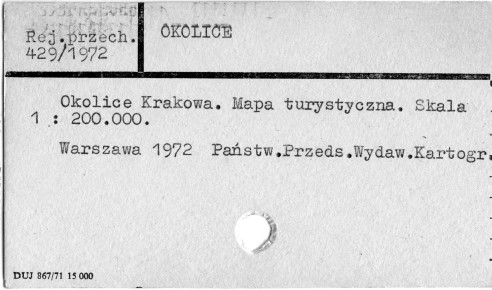 Rej.przech.
429/1972
OKOLICE
Okolice Krakowa. Mapa turystyczna. Skala
1 : 200.000.
Warszawa 1972 Państw.Przeds.Wydaw.Kartogr.
DUJ 867/71 15 000